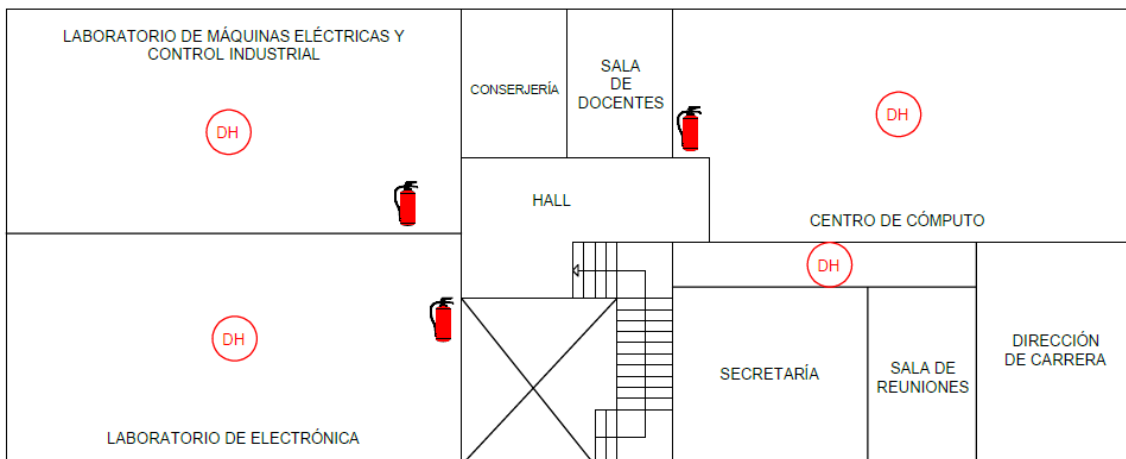 LABORATORIO DE MÁQUINAS ELÉCTRICAS Y
CONTROL INDUSTRIAL
DH
CONSERJERÍA
SALA
DE
DOCENTES
DH
HALL
CENTRO DE CÓMPUTO
DH
DH
LABORATORIO DE ELECTRÓNICA
SECRETARÍA
SALA DE
REUNIONES
DIRECCIÓN
DE CARRERA